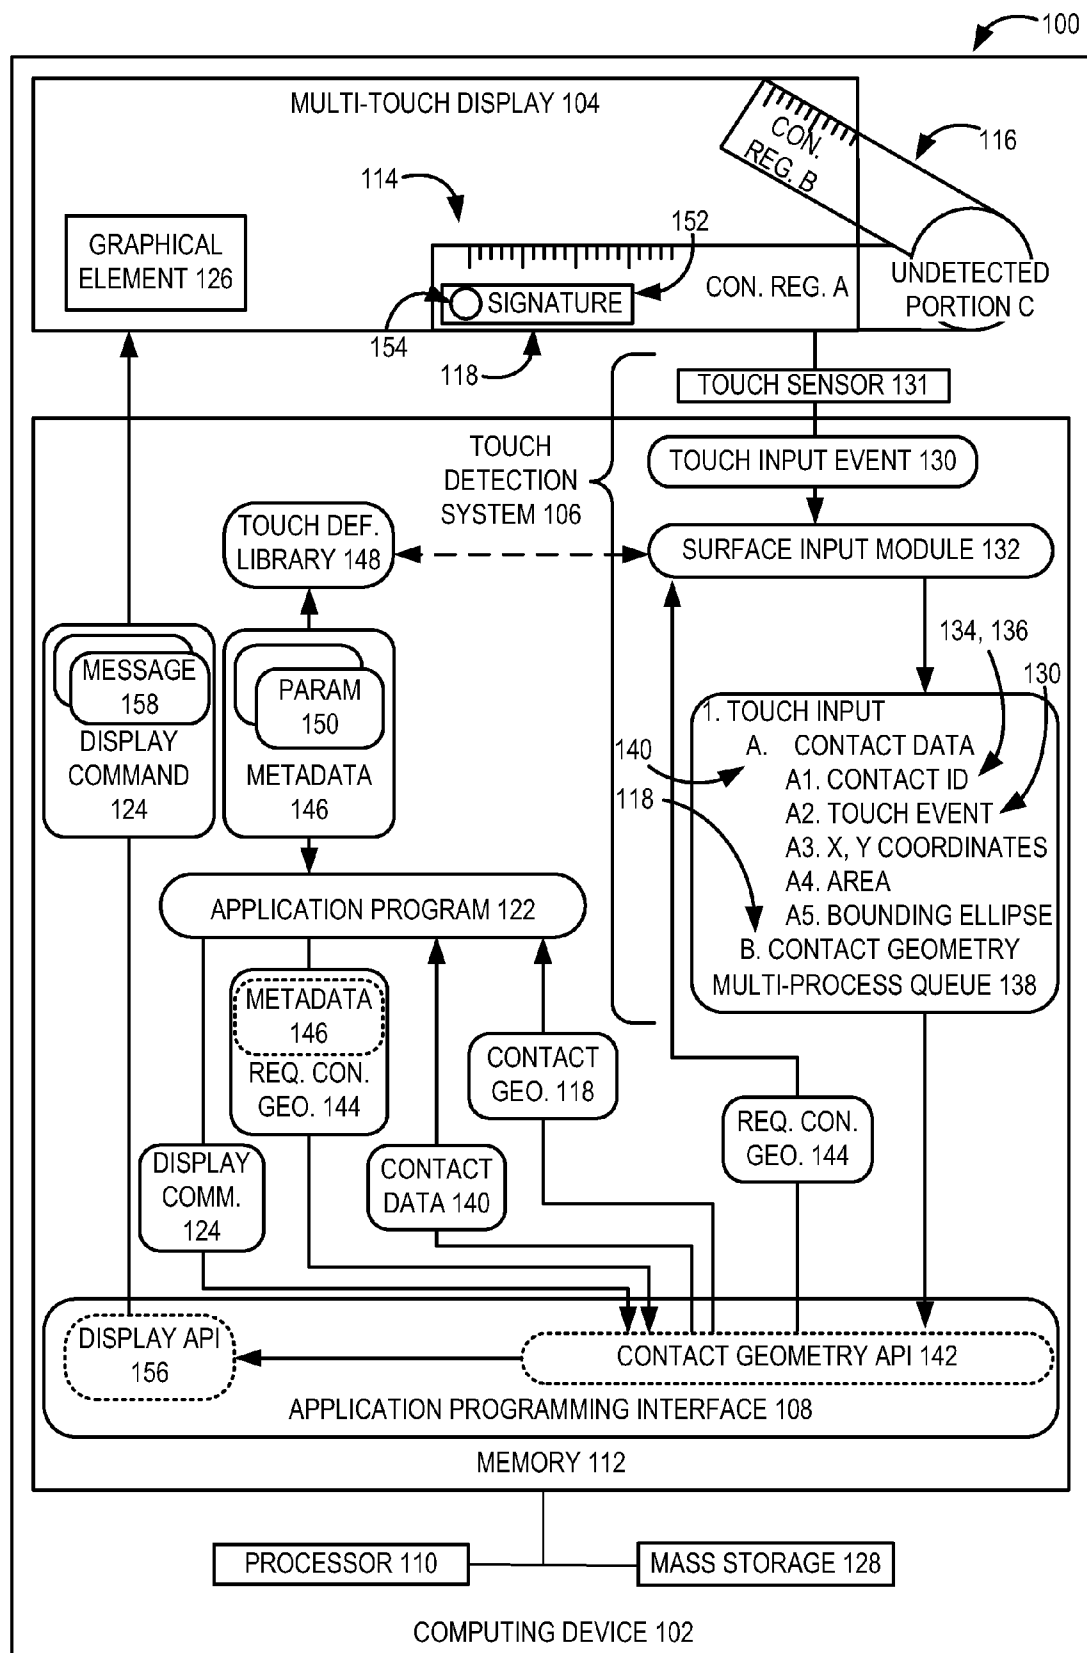 100
MULTI-TOUCH DISPLAY 104
CON.
REG. B
116
114
152
GRAPHICAL
ELEMENT 126
UNDETECTED
PORTION C
CON. REG. A
SIGNATURE
154
118
TOUCH SENSOR 131
TOUCH
DETECTION
SYSTEM 106
TOUCH INPUT EVENT 130
TOUCH DEF.
LIBRARY 148
SURFACE INPUT MODULE 132
134, 136
130
MESSAGE
158
DISPLAY
COMMAND
124
PARAM
150
METADATA
146
140
118
1. TOUCH INPUT
A. CONTACT DATA
A1. CONTACT ID
A2. TOUCH EVENT
A3. X, Y COORDINATES
A4. AREA
A5. BOUNDING ELLIPSE
B. CONTACT GEOMETRY
MULTI-PROCESS QUEUE 138
APPLICATION PROGRAM 122
METADATA
146
REQ. CON.
GEO. 144
CONTACT
GEO. 118
REQ. CON.
GEO. 144
DISPLAY
COMM.
124
CONTACT
DATA 140
DISPLAY API
156
CONTACT GEOMETRY API 142
APPLICATION PROGRAMMING INTERFACE 108
MEMORY 112
PROCESSOR 110
MASS STORAGE 128
COMPUTING DEVICE 102